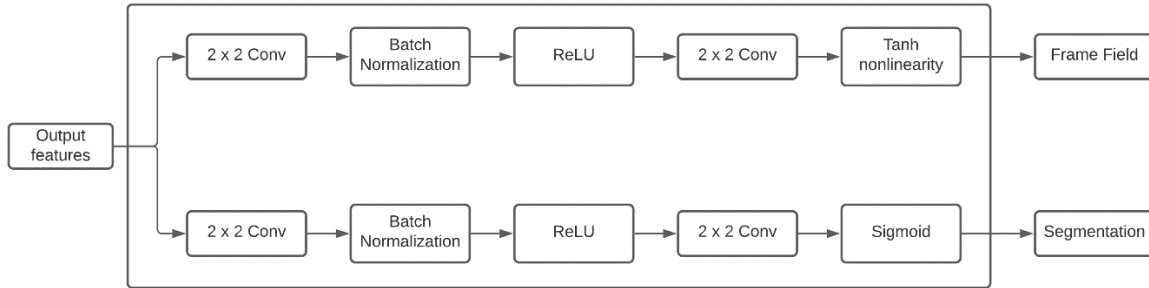 2 x 2 Conv
Batch
Normalization
ReLU
2 x 2 Conv
Tanh
nonlinearity
Frame Field
Output
features
2 x 2 Conv
Batch
Normalization
ReLU
2 x 2 Conv
Sigmoid
Segmentation